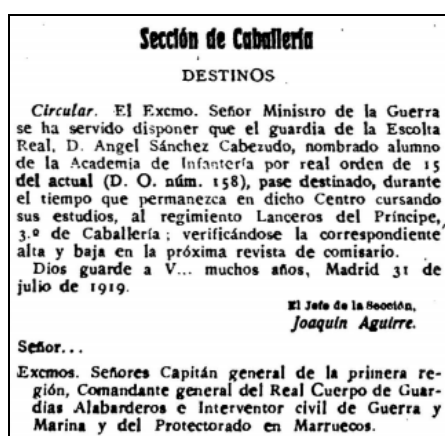 Sección de Caballería
DESTINOS
Circular. El Excmo. Señor Ministro de la Guerra
se ha servido disponer que el guardia de la Escolta
Real, D. Angel Sánchez Cabezudo, nombrado alumno
de la Academia de Infantería por real orden de 15
del actual (D. O. núm. 158), pase destinado, durante
el tiempo que permanezca en dicho Centro cursando
sus estudios, al regimiento Lanceros del Príncipe,
3.º de Caballería; verificándose la correspondiente
alta y baja en la próxima revista de comisario.
Dios guarde a V... muchos años, Madrid 31 de
julio de 1919.
El Jefe de la Sección,
Joaquín Aguirre.
Señor...
Excmos. Señores Capitán general de la primera re-
gión, Comandante general del Real Cuerpo de Guar-
dias Alabarderos e Interventor civil de Guerra y
Marina y del Protectorado en Marruecos.